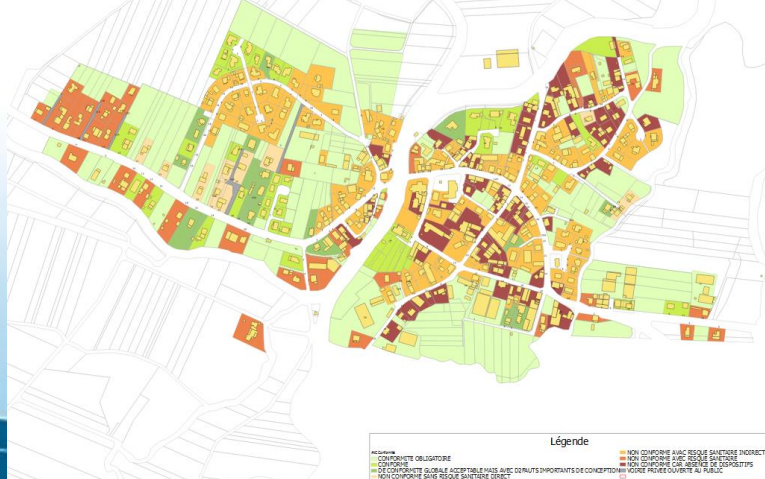 Légende
CONFORMITE OBLIGATOIRE
CONFORME
DE CONFORMITE GLOBALE ACCEPTABLE MAIS AVEC DEFAUTS IMPORTANTS DE CONCEPTION
NON CONFORME SANS RISQUE SANITAIRE DIRECT
NON CONFORME AVAC RISQUE SANITAIRE INDIRECT
NON CONFORME AVEC RISQUE SANITAIRE
NON CONFORME CAR ABSENCE DE DISPOSITIFS
VOIRIE PRIVEE OUVERTE AU PUBLIC